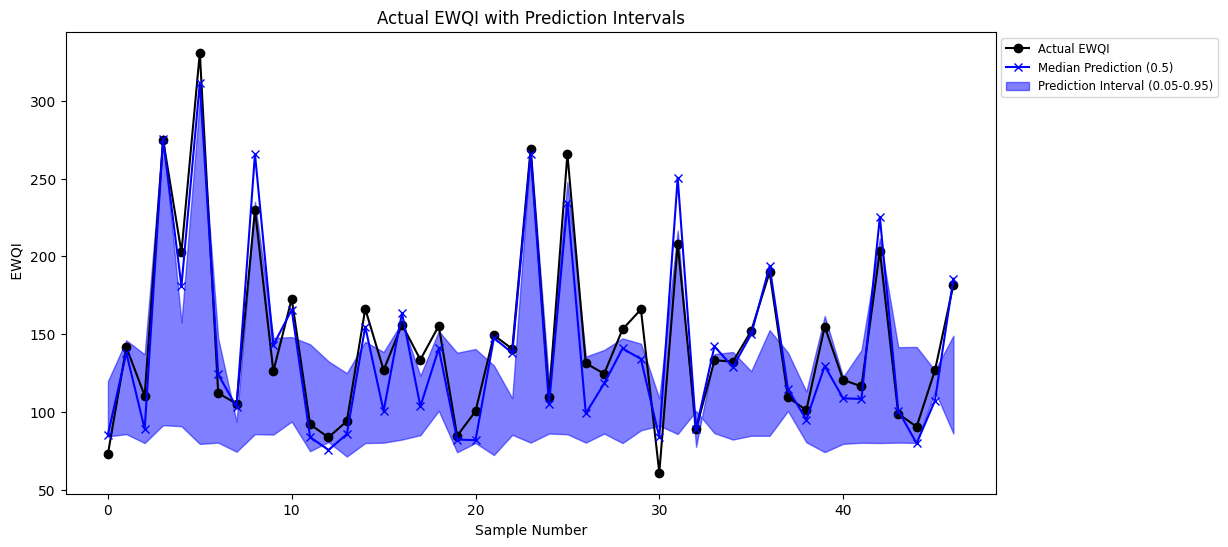 Actual EWQI with Prediction Intervals
Actual EWQI
Median Prediction (0.5)
Prediction Interval (0.05-0.95)
EWQI
300
250
200
150
100
50
0
10
20
30
40
Sample Number